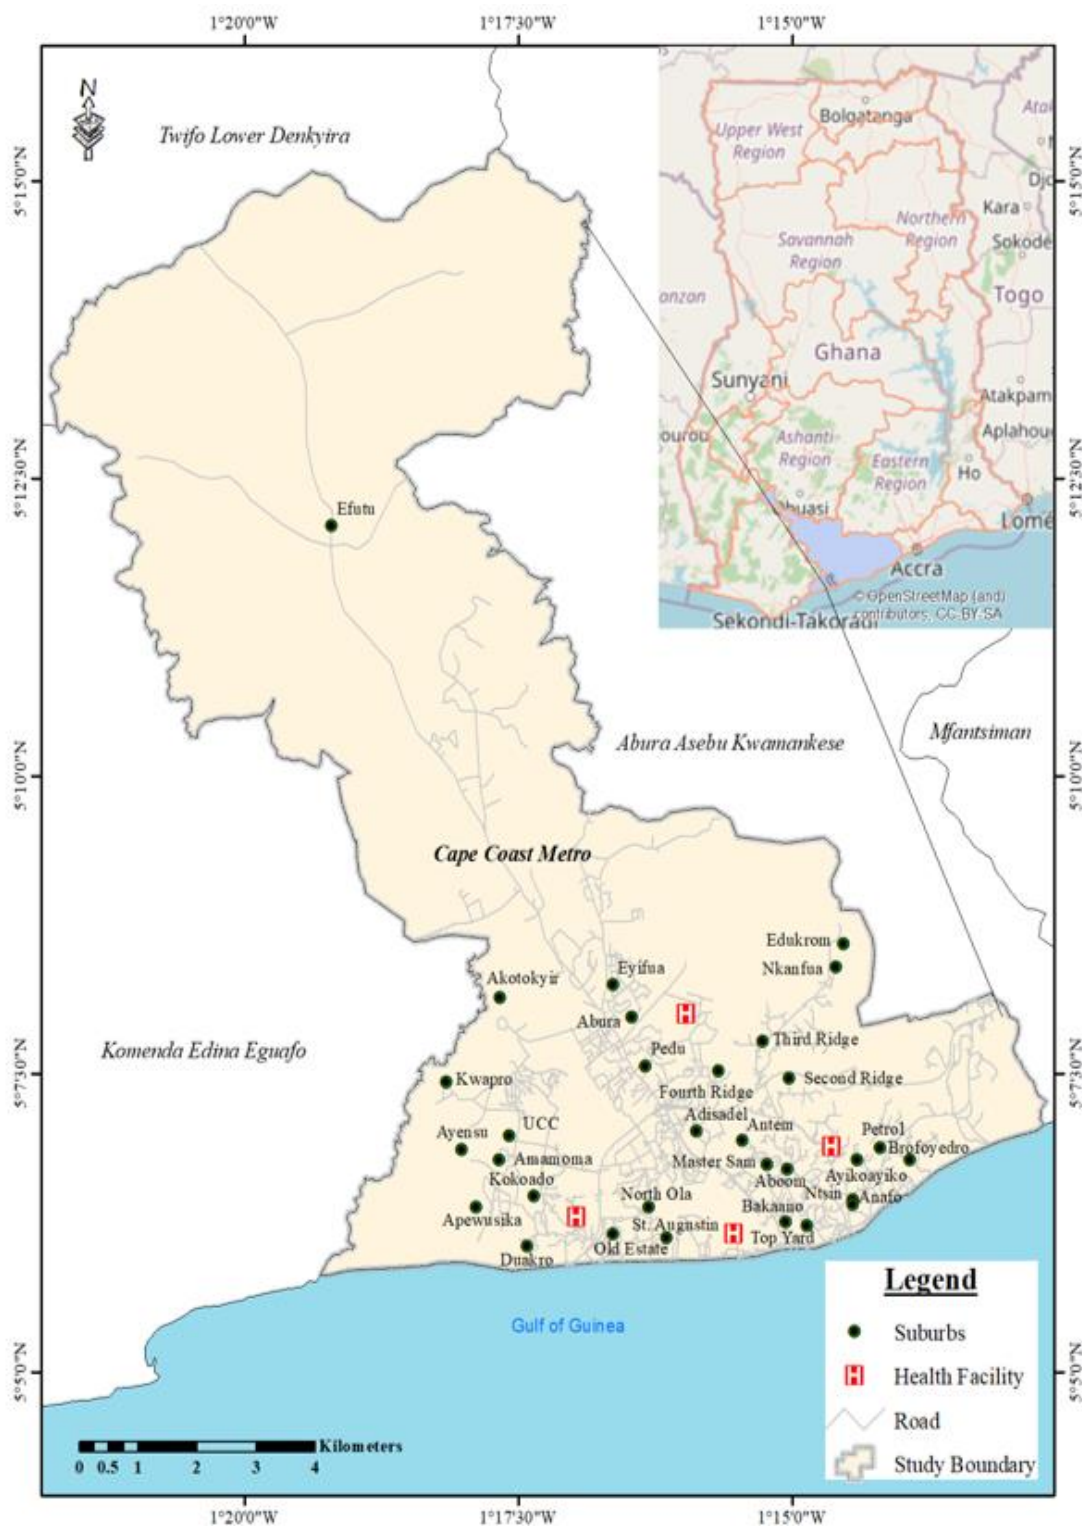 1°20'0"W
1°17'30"W
1°15'0"W
N
Twifo Lower Denkyira
5°15'0"N
5°15'0"N
Bolgatanga
Upper West
Region
Kara
Northern
Region
Sokode
Savannah
Region
Togo
Ghana
Sunyani
Atakpam
Aplahou
Ashanti
Region
Eastern
Region
Ho
5°12'30"N
5°12'30"N
Lomé
Accra
© OpenStreetMap (and)
contributors, CC-BY-SA
Sekondi-Takoradi
Efutu
Abura Asebu Kwamankese
Mfantsiman
5°10'0"N
5°10'0"N
Cape Coast Metro
Edukrom
Nkanfua
Eyifua
Akotokyir
Abura
Komenda Edina Eguafo
Third Ridge
Pedu
5°7'30"N
5°7'30"N
Kwapro
Second Ridge
Fourth Ridge
Adisadel
UCC
Antem
Petrol
Ayensu
Brofoyedro
Amamoma
Master Sam
Aboom
Ayikoayiko
Kokoado
North Ola
Ntsin
Anafo
Bakaano
Apewusika
St. Augustin
Top Yard
Old Estate
Duakro
Gulf of Guinea
Legend
Suburbs
H Health Facility
Road
Study Boundary
5°5'0"N
5°5'0"N
Kilometers
0 0.5 1 2 3 4
1°20'0"W
1°17'30"W
1°15'0"W